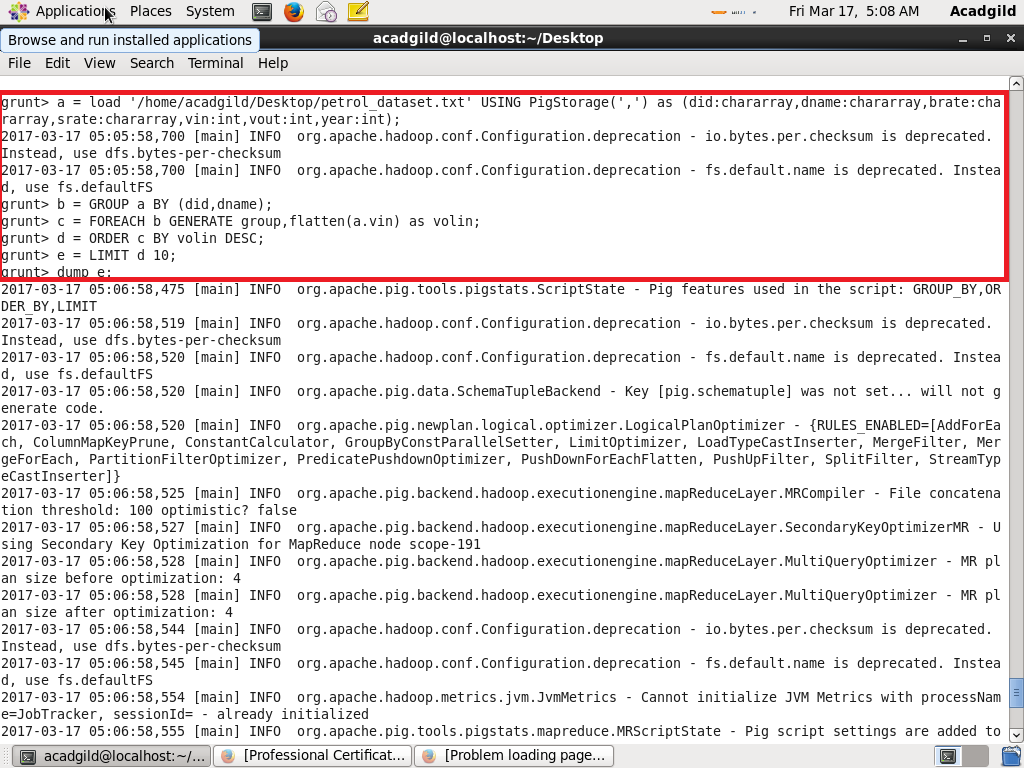 Applications Places System Fri Mar 17, 5:08 AM Acadgild
Browse and run installed applications
acadgild@localhost:~/Desktop
File Edit View Search Terminal Help
grunt> a = load '/home/acadgild/Desktop/petrol_dataset.txt' USING PigStorage(',') as (did:chararray,dname:chararray,brate:cha
rarray,srate:chararray,vin:int,vout:int,year:int);
2017-03-17 05:05:58,700 [main] INFO  org.apache.hadoop.conf.Configuration.deprecation - io.bytes.per.checksum is deprecated.
Instead, use dfs.bytes-per-checksum
2017-03-17 05:05:58,700 [main] INFO  org.apache.hadoop.conf.Configuration.deprecation - fs.default.name is deprecated. Instea
d, use fs.defaultFS
grunt> b = GROUP a BY (did,dname);
grunt> c = FOREACH b GENERATE group,flatten(a.vin) as volin;
grunt> d = ORDER c BY volin DESC;
grunt> e = LIMIT d 10;
grunt> dump e;
2017-03-17 05:06:58,475 [main] INFO  org.apache.pig.tools.pigstats.ScriptState - Pig features used in the script: GROUP_BY,OR
DER_BY,LIMIT
2017-03-17 05:06:58,519 [main] INFO  org.apache.hadoop.conf.Configuration.deprecation - io.bytes.per.checksum is deprecated.
Instead, use dfs.bytes-per-checksum
2017-03-17 05:06:58,520 [main] INFO  org.apache.hadoop.conf.Configuration.deprecation - fs.default.name is deprecated. Instea
d, use fs.defaultFS
2017-03-17 05:06:58,520 [main] INFO  org.apache.pig.data.SchemaTupleBackend - Key [pig.schematuple] was not set... will not g
enerate code.
2017-03-17 05:06:58,520 [main] INFO  org.apache.pig.newplan.logical.optimizer.LogicalPlanOptimizer - {RULES_ENABLED=[AddForEa
ch, ColumnMapKeyPrune, ConstantCalculator, GroupByConstParallelSetter, LimitOptimizer, LoadTypeCastInserter, MergeFilter, Mer
geForEach, PartitionFilterOptimizer, PredicatePushdownOptimizer, PushDownForEachFlatten, PushUpFilter, SplitFilter, StreamTyp
eCastInserter]}
2017-03-17 05:06:58,525 [main] INFO  org.apache.pig.backend.hadoop.executionengine.mapReduceLayer.MRCompiler - File concatena
tion threshold: 100 optimistic? false
2017-03-17 05:06:58,527 [main] INFO  org.apache.pig.backend.hadoop.executionengine.mapReduceLayer.SecondaryKeyOptimizerMR - U
sing Secondary Key Optimization for MapReduce node scope-191
2017-03-17 05:06:58,528 [main] INFO  org.apache.pig.backend.hadoop.executionengine.mapReduceLayer.MultiQueryOptimizer - MR pl
an size before optimization: 4
2017-03-17 05:06:58,528 [main] INFO  org.apache.pig.backend.hadoop.executionengine.mapReduceLayer.MultiQueryOptimizer - MR pl
an size after optimization: 4
2017-03-17 05:06:58,544 [main] INFO  org.apache.hadoop.conf.Configuration.deprecation - io.bytes.per.checksum is deprecated.
Instead, use dfs.bytes-per-checksum
2017-03-17 05:06:58,545 [main] INFO  org.apache.hadoop.conf.Configuration.deprecation - fs.default.name is deprecated. Instea
d, use fs.defaultFS
2017-03-17 05:06:58,554 [main] INFO  org.apache.hadoop.metrics.jvm.JvmMetrics - Cannot initialize JVM Metrics with processNam
e=JobTracker, sessionId= - already initialized
2017-03-17 05:06:58,555 [main] INFO  org.apache.pig.tools.pigstats.mapreduce.MRScriptState - Pig script settings are added to
acadgild@localhost:~/... [Professional Certificat... [Problem loading page...